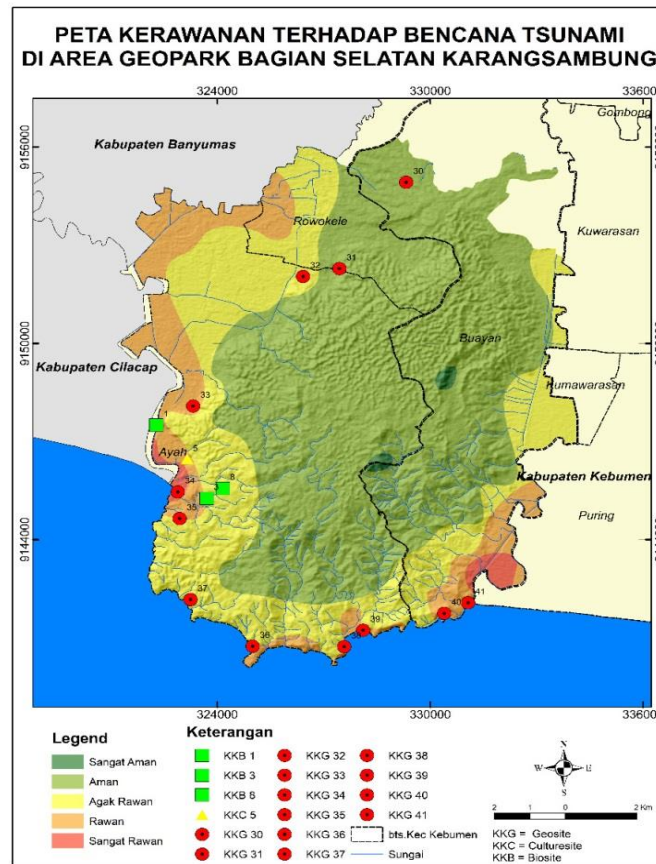 PETA KERAWANAN TERHADAP BENCANA TSUNAMI
DI AREA GEOPARK BAGIAN SELATAN KARANGSAMBUNG
324000 330000 33600
Gombong
Kabupaten Banyumas
9156000
30
Rowokele
Kuwarasan
31
32
9150000
Buayan
Kabupaten Cilacap
Kumawarasan
33
1
Ayah
5
8
Kabupaten Kebumen
34
35
Puring
9144000
37
41
40
39
36
324000 330000 33600
Legend
Sangat Aman
Aman
Agak Rawan
Rawan
Sangat Rawan
Keterangan
KKB 1 KKG 32 KKG 38
KKB 3 KKG 33 KKG 39
KKB 8 KKG 34 KKG 40
KKC 5 KKG 35 KKG 41
KKG 30 KKG 36 bts.Kec Kebumen
KKG 31 KKG 37 Sungai
N
W E
S
2 1 0 2 Km
KKG = Geosite
KKC = Culturesite
KKB = Biosite